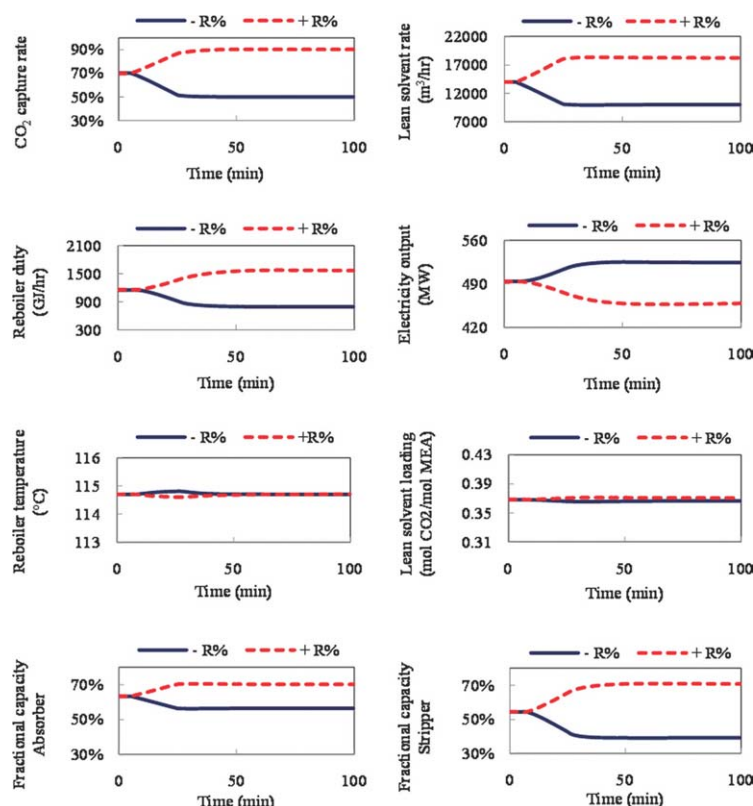 - R% + R%
CO2 capture rate
90%
70%
50%
30%
0 50 100
Time (min)
- R% + R%
Lean solvent rate
(m³/hr)
22000
17000
12000
7000
0 50 100
Time (min)
- R% + R%
Reboiler duty
(GJ/hr)
2100
1500
900
300
0 50 100
Time (min)
- R% + R%
Electricity output
(MW)
560
490
420
0 50 100
Time (min)
- R% +R%
Reboiler temperature
(°C)
116
115
114
113
0 50 100
Time (min)
- R% + R%
Lean solvent loading
(mol CO2/mol MEA)
0.43
0.39
0.35
0.31
0 50 100
Time (min)
- R% + R%
Fractional capacity
Absorber
70%
50%
30%
0 50 100
Time (min)
- R% + R%
Fractional capacity
Stripper
70%
50%
30%
0 50 100
Time (min)